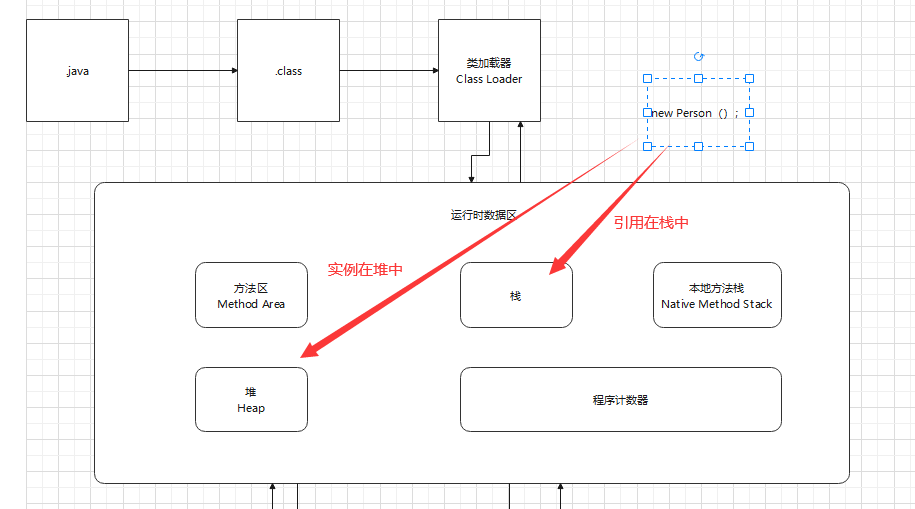 .java
.class
类加载器
Class Loader
new Person（）；
运行时数据区
引用在栈中
实例在堆中
方法区
Method Area
栈
本地方法栈
Native Method Stack
堆
Heap
程序计数器